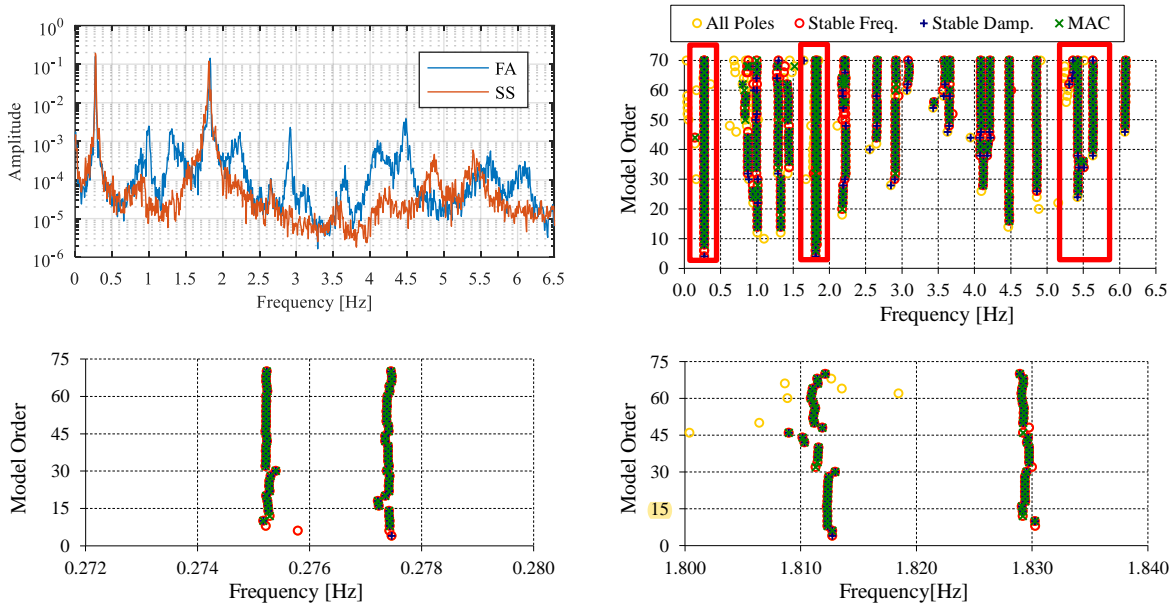 10^0
10^-1
10^-2
10^-3
10^-4
10^-5
10^-6
Amplitude
FA
SS
0.0 0.5 1 1.5 2.0 2.5 3.0 3.5 4 4.5 5.0 5.5 6 6.5
Frequency [Hz]
All Poles Stable Freq. Stable Damp. MAC
70
60
50
40
30
20
10
0
Model Order
0.0 0.5 1.0 1.5 2.0 2.5 3.0 3.5 4.0 4.5 5.0 5.5 6.0 6.5
Frequency [Hz]
75
60
45
30
15
0
Model Order
0.272 0.274 0.276 0.278 0.280
Frequency [Hz]
75
60
45
30
15
0
Model Order
1.800 1.810 1.820 1.830 1.840
Frequency[Hz]